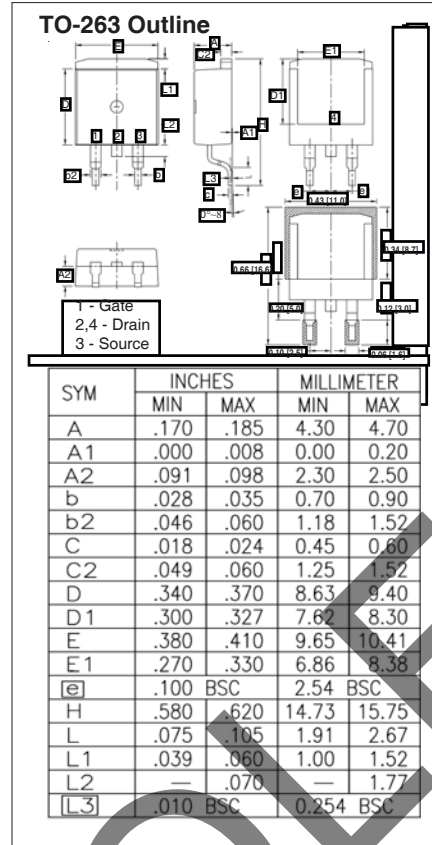 TO-263 Outline
E
A
C2
E1
D
L1
D1
A1
H
4
1 2 3
L2
b2
b
L3
C
0°~8
e e
0.43 [11.0]
0.34 [8.7]
0.66 [16.6]
A2
0.20 [5.0]
0.12 [3.0]
1 - Gate
2,4 - Drain
3 - Source
0.10 [2.5]
0.06 [1.6]
SYM INCHES MILLIMETER
MIN MAX MIN MAX
A .170 .185 4.30 4.70
A1 .000 .008 0.00 0.20
A2 .091 .098 2.30 2.50
b .028 .035 0.70 0.90
b2 .046 .060 1.18 1.52
C .018 .024 0.45 0.60
C2 .049 .060 1.25 1.52
D .340 .370 8.63 9.40
D1 .300 .327 7.62 8.30
E .380 .410 9.65 10.41
E1 .270 .330 6.86 8.38
e .100 BSC 2.54 BSC
H .580 .620 14.73 15.75
L .075 .105 1.91 2.67
L1 .039 .060 1.00 1.52
L2 — .070 — 1.77
L3 .010 BSC 0.254 BSC